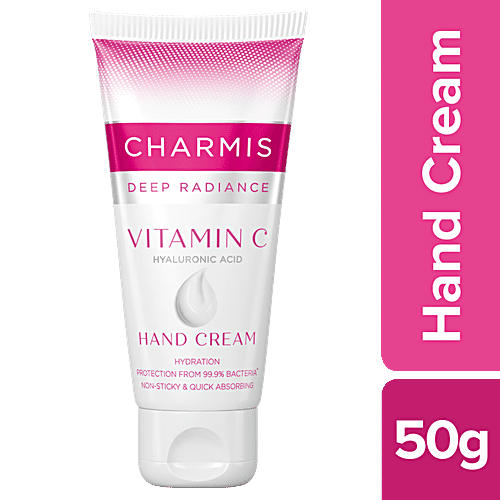 CHARMIS
DEEP RADIANCE
VITAMIN C
HYALURONIC ACID
HAND CREAM
HYDRATION
PROTECTION FROM 99.9% BACTERIA*
NON-STICKY & QUICK ABSORBING
Hand Cream
50g